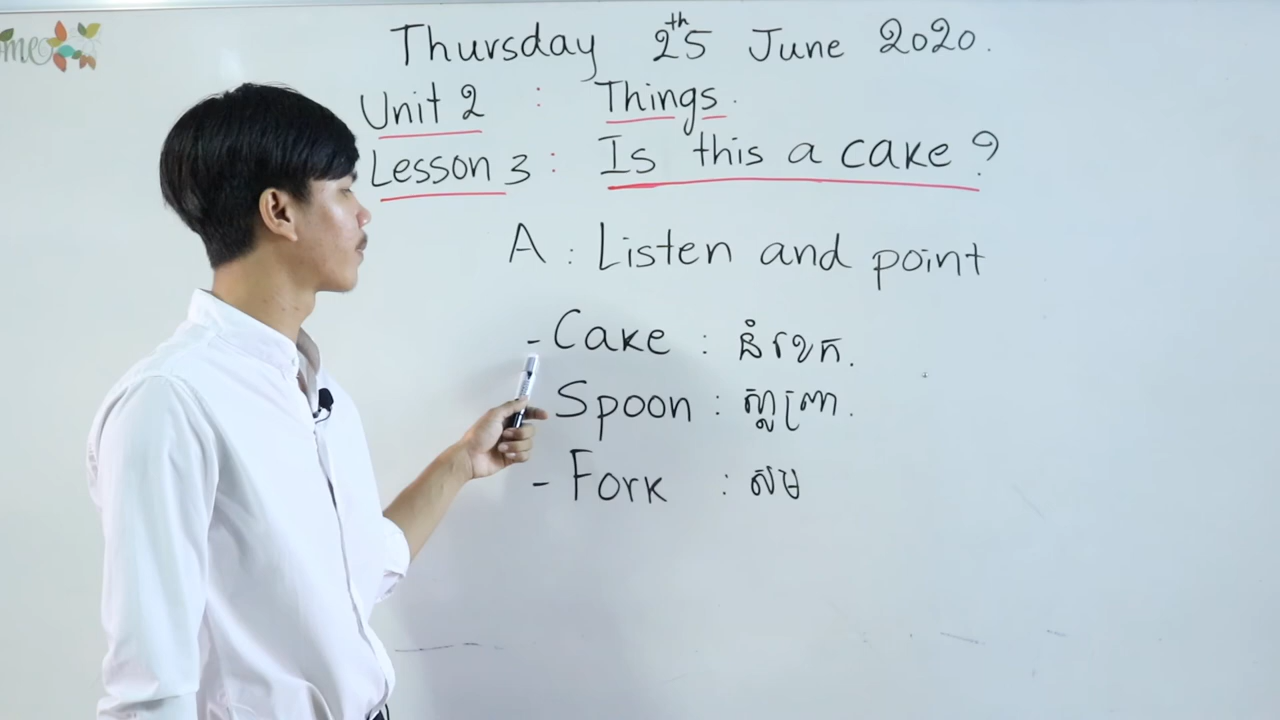 ome
Thursday 25th June 2020.
Unit 2 : Things.
Lesson 3 : Is this a cake ?
A : Listen and point
- Cake : នំខេក.
Spoon : ស្លាបព្រា.
- Fork : សម